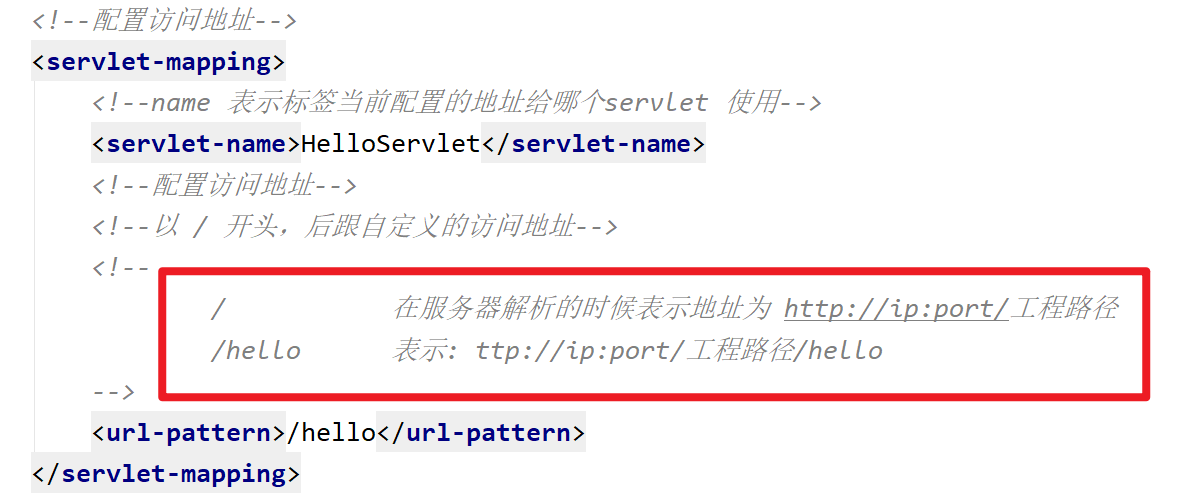 <!--配置访问地址-->
<servlet-mapping>
<!--name 表示标签当前配置的地址给哪个servlet 使用-->
<servlet-name>HelloServlet</servlet-name>
<!--配置访问地址-->
<!--以 / 开头，后跟自定义的访问地址-->
<!--
/ 在服务器解析的时候表示地址为 http://ip:port/工程路径
/hello 表示: ttp://ip:port/工程路径/hello
-->
<url-pattern>/hello</url-pattern>
</servlet-mapping>